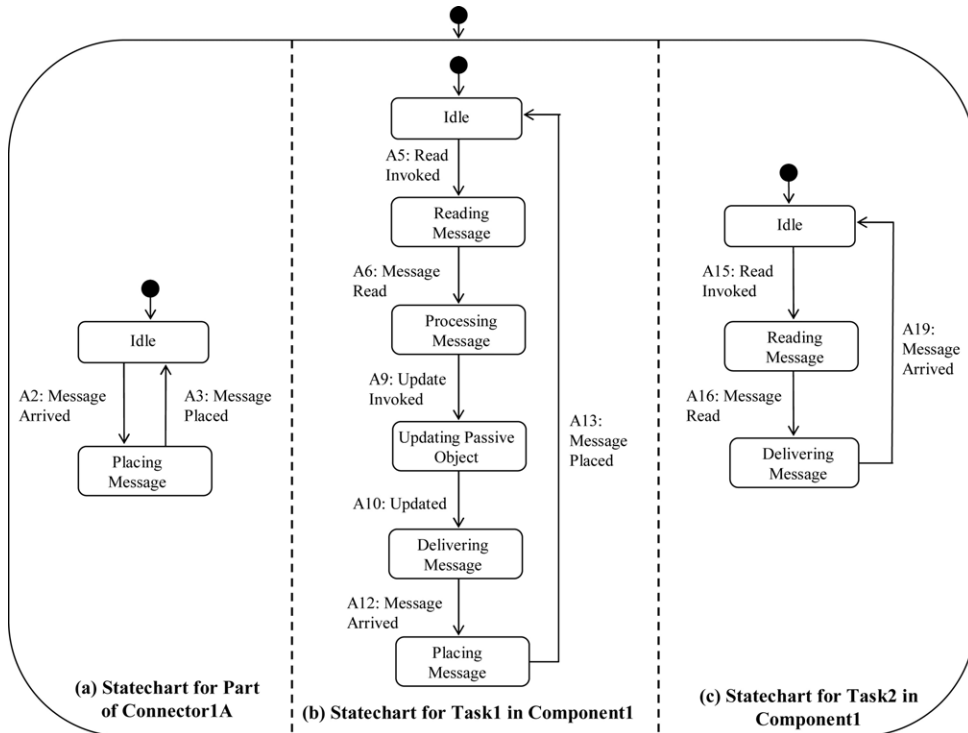 Idle
A2: Message
Arrived
A3: Message
Placed
Placing
Message
(a) Statechart for Part
of Connector1A
Idle
A5: Read
Invoked
Reading
Message
A6: Message
Read
Processing
Message
A9: Update
Invoked
Updating Passive
Object
A10: Updated
Delivering
Message
A12: Message
Arrived
Placing
Message
A13:
Message
Placed
(b) Statechart for Task1 in Component1
Idle
A15: Read
Invoked
Reading
Message
A16: Message
Read
Delivering
Message
A19:
Message
Arrived
(c) Statechart for Task2 in
Component1